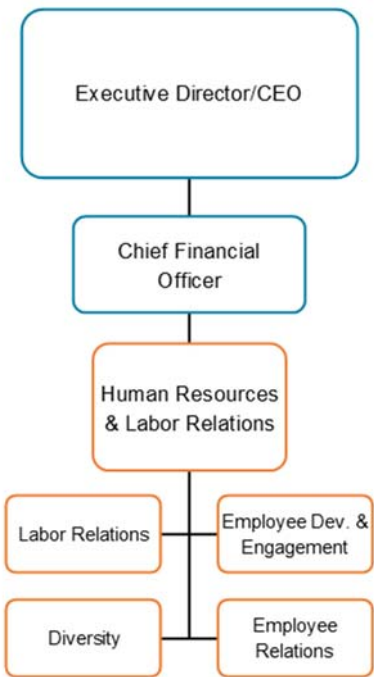 Executive Director/CEO
Chief Financial
Officer
Human Resources
& Labor Relations
Labor Relations
Employee Dev. &
Engagement
Diversity
Employee
Relations